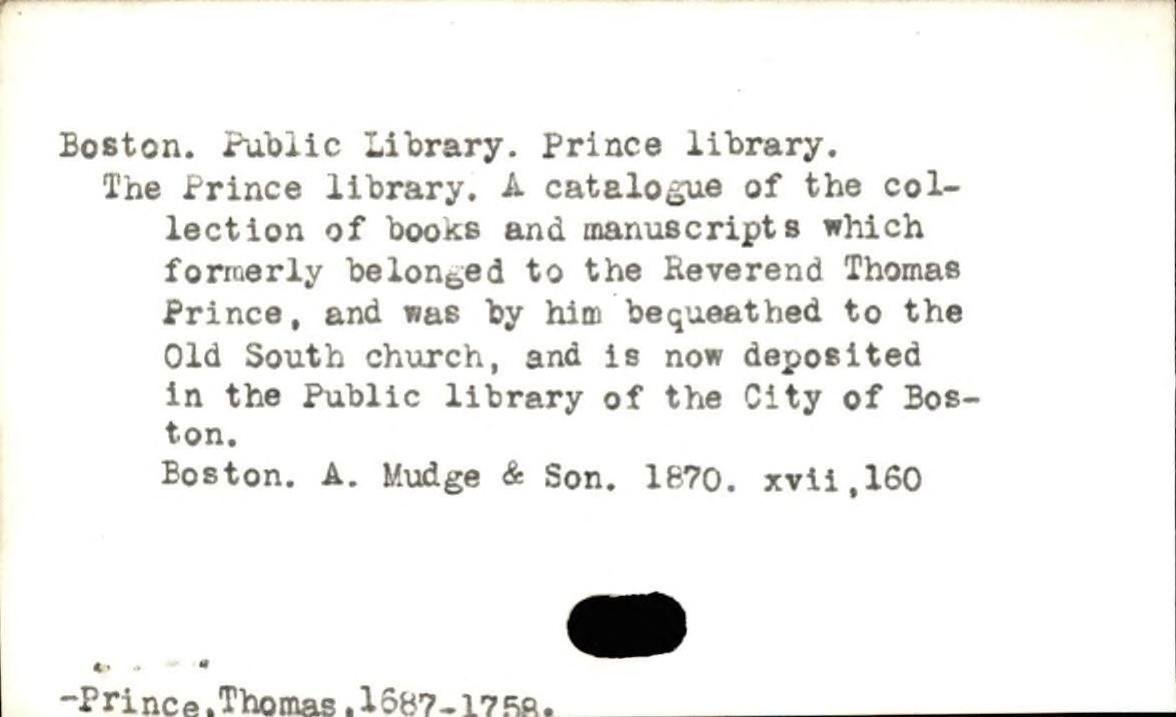 Boston. Public Library. Prince library.
The Prince library. A catalogue of the col-
lection of books and manuscripts which
formerly belonged to the Reverend Thomas
Prince, and was by him bequeathed to the
Old South church, and is now deposited
in the Public library of the City of Bos-
ton.
Boston. A. Mudge & Son. 1870. xvii,160
-Prince,Thomas,1687-1758.